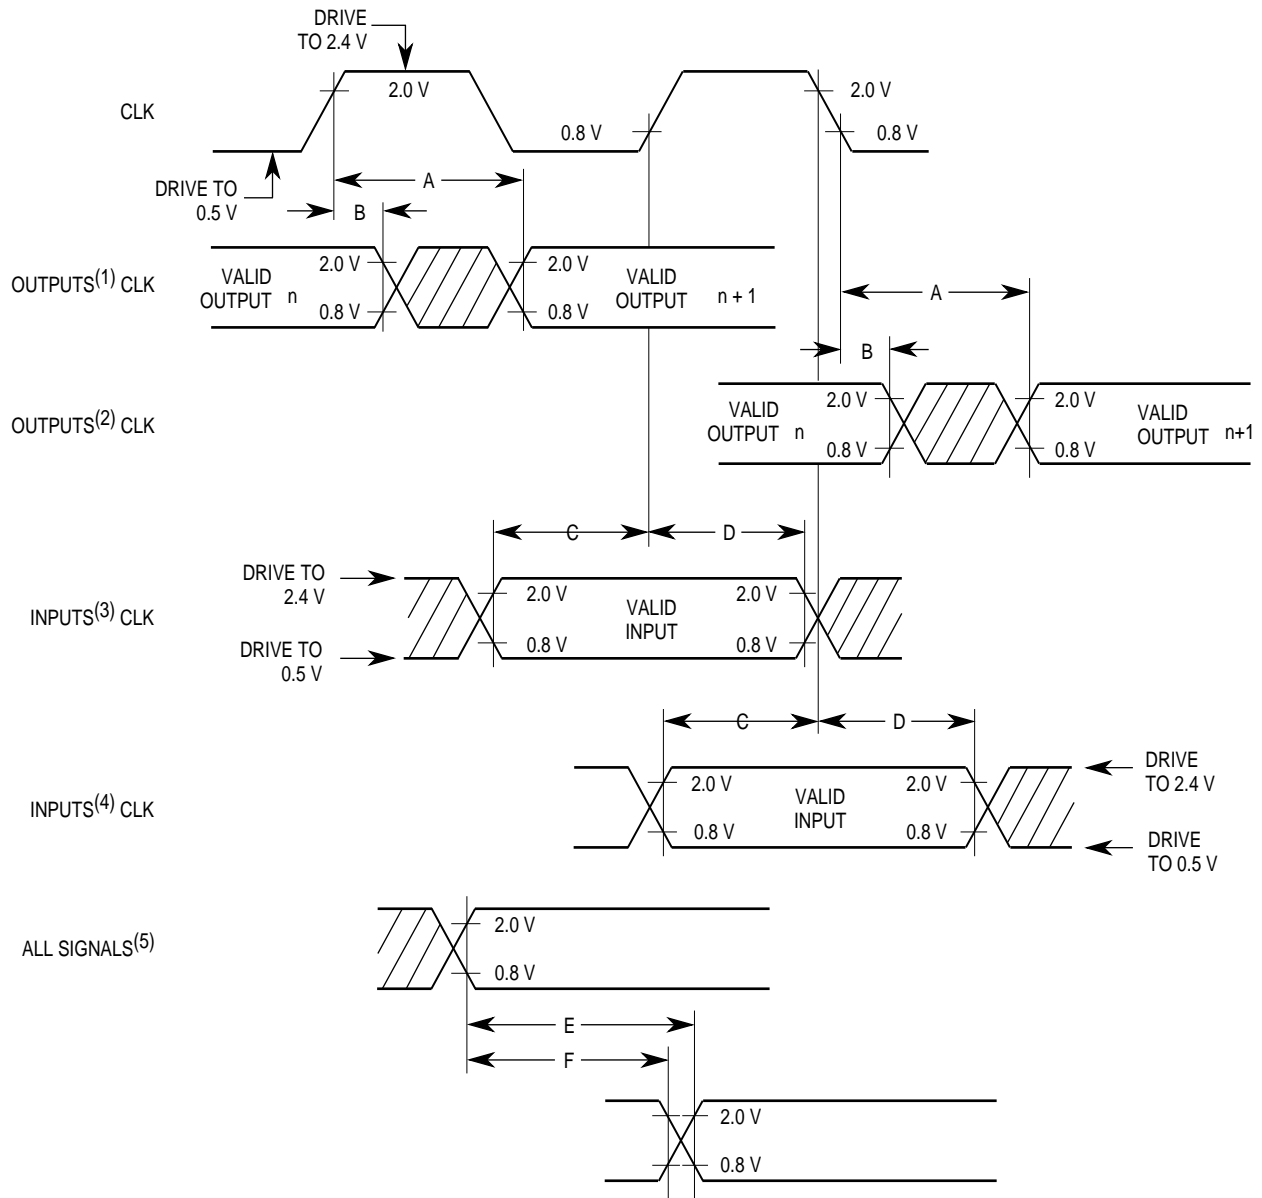 DRIVE
TO 2.4 V
2.0 V
2.0 V
CLK
0.8 V
0.8 V
DRIVE TO
0.5 V
A
B
OUTPUTS(1) CLK
VALID
OUTPUT n
2.0 V
0.8 V
2.0 V
0.8 V
VALID
OUTPUT n + 1
A
B
OUTPUTS(2) CLK
VALID
OUTPUT n
2.0 V
0.8 V
2.0 V
0.8 V
VALID
OUTPUT n+1
C
D
DRIVE TO
2.4 V
INPUTS(3) CLK
DRIVE TO
0.5 V
2.0 V
0.8 V
VALID
INPUT
2.0 V
0.8 V
C
D
INPUTS(4) CLK
2.0 V
0.8 V
VALID
INPUT
2.0 V
0.8 V
DRIVE
TO 2.4 V
DRIVE
TO 0.5 V
ALL SIGNALS(5)
2.0 V
0.8 V
E
F
2.0 V
0.8 V